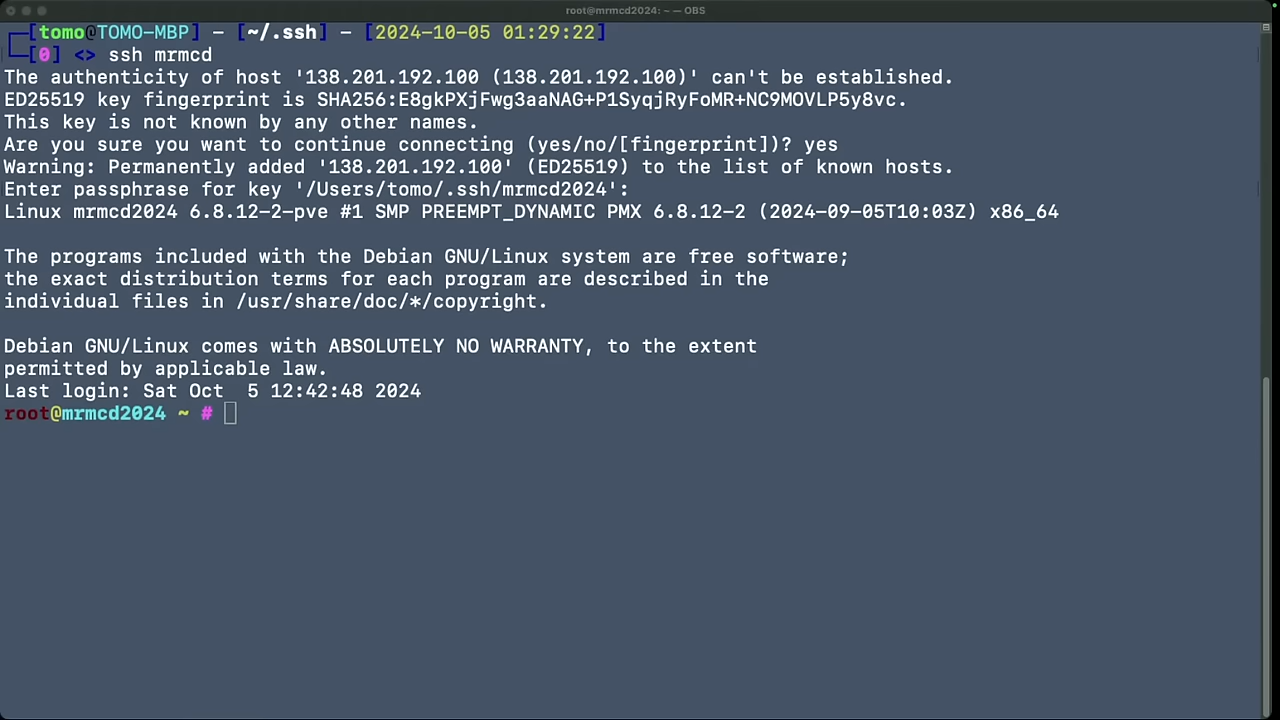 root@mrmcd2024: ~ — OBS
┌─[tomo@TOMO-MBP] – [~/.ssh] – [2024-10-05 01:29:22]
└─[0] <> ssh mrmcd
The authenticity of host '138.201.192.100 (138.201.192.100)' can't be established.
ED25519 key fingerprint is SHA256:E8gkPXjFwg3aaNAG+P1SyqjRyFoMR+NC9MOVLP5y8vc.
This key is not known by any other names.
Are you sure you want to continue connecting (yes/no/[fingerprint])? yes
Warning: Permanently added '138.201.192.100' (ED25519) to the list of known hosts.
Enter passphrase for key '/Users/tomo/.ssh/mrmcd2024':
Linux mrmcd2024 6.8.12-2-pve #1 SMP PREEMPT_DYNAMIC PMX 6.8.12-2 (2024-09-05T10:03Z) x86_64
The programs included with the Debian GNU/Linux system are free software;
the exact distribution terms for each program are described in the
individual files in /usr/share/doc/*/copyright.
Debian GNU/Linux comes with ABSOLUTELY NO WARRANTY, to the extent
permitted by applicable law.
Last login: Sat Oct  5 12:42:48 2024
root@mrmcd2024 ~ #